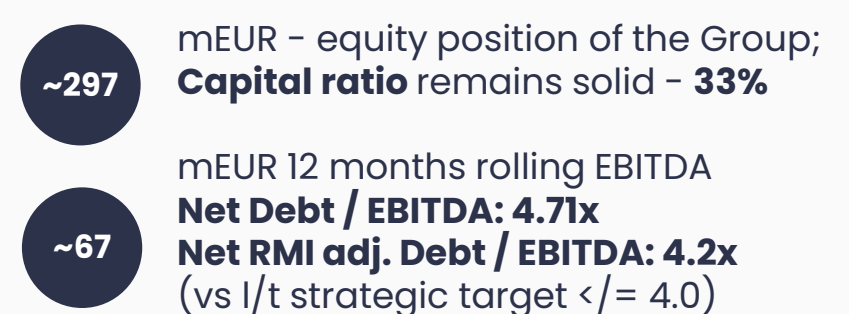 ~297
mEUR - equity position of the Group;
Capital ratio remains solid - 33%
~67
mEUR 12 months rolling EBITDA
Net Debt / EBITDA: 4.71x
Net RMI adj. Debt / EBITDA: 4.2x
(vs l/t strategic target </= 4.0)